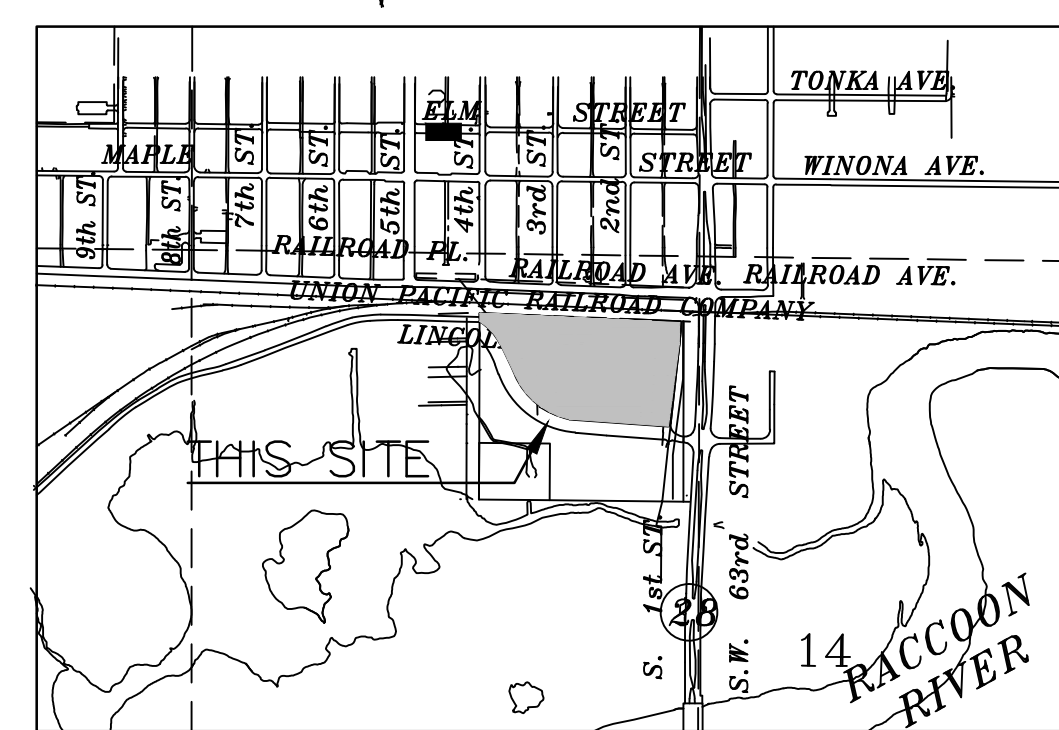 TONKA AVE.
ELM STREET
MAPLE STREET
WINONA AVE.
9th ST.
8th ST.
7th ST.
6th ST.
5th ST.
4th ST.
3rd ST.
2nd ST.
RAILROAD PL.
RAILROAD AVE. RAILROAD AVE.
UNION PACIFIC RAILROAD COMPANY
LINCOL
THIS SITE
S. 1st ST.
S.W. 63rd STREET
28
14
RACCOON
RIVER